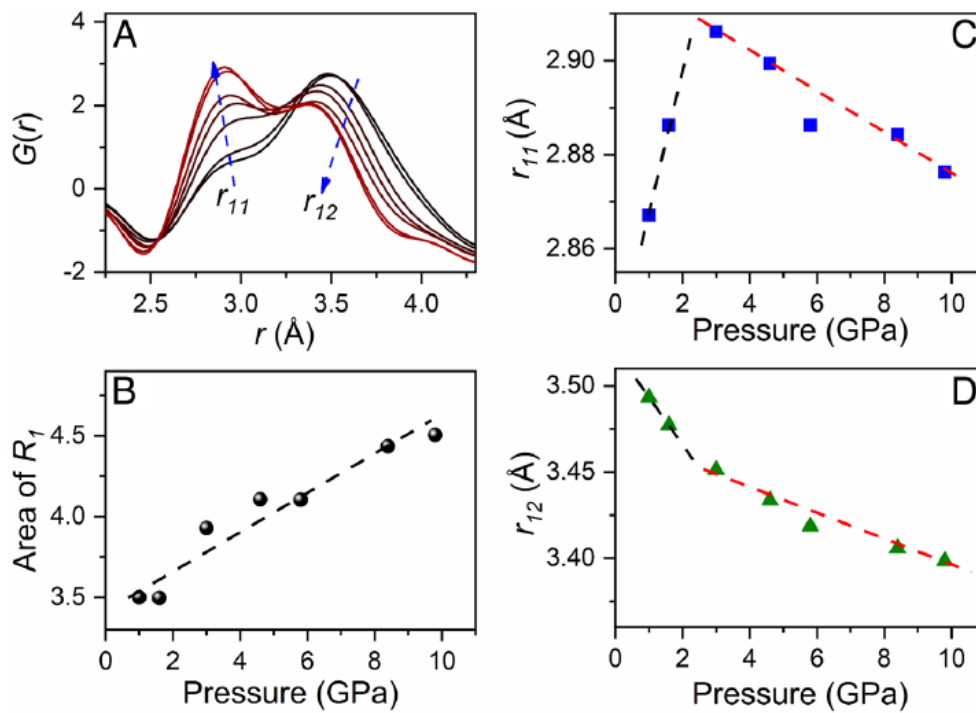 A
G(r)
4
2
0
-2
r11
r12
2.5
3.0
3.5
4.0
r (Å)
B
Area of R1
4.5
4.0
3.5
0
2
4
6
8
10
Pressure (GPa)
C
r11 (Å)
2.90
2.88
2.86
0
2
4
6
8
10
Pressure (GPa)
D
r12 (Å)
3.50
3.45
3.40
0
2
4
6
8
10
Pressure (GPa)